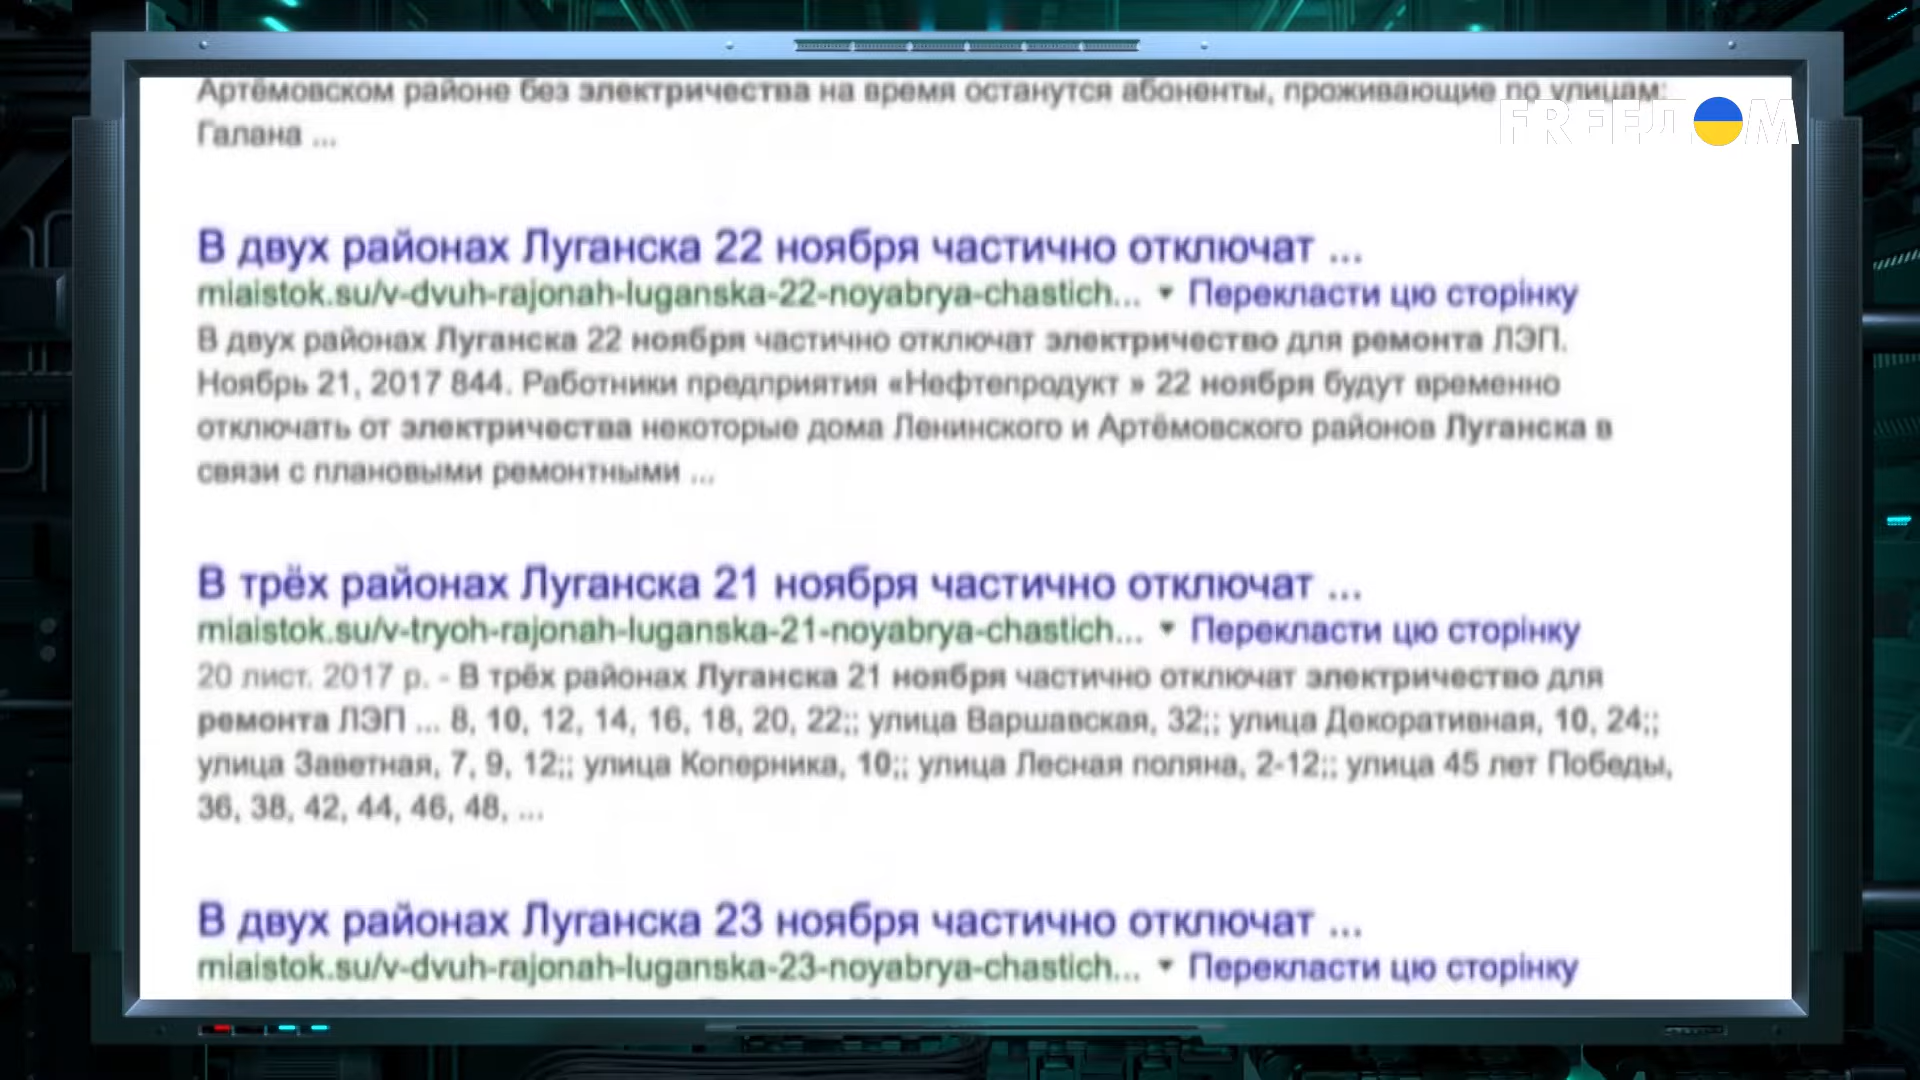 Артёмовском районе без электричества на время останутся абоненты, проживающие по улицам:
FREEДOM
Галана ...
В двух районах Луганска 22 ноября частично отключат ...
miaistok.su/v-dvuh-rajonah-luganska-22-noyabrya-chastich... Перекласти цю сторінку
В двух районах Луганска 22 ноября частично отключат электричество для ремонта ЛЭП.
Ноябрь 21, 2017 844. Работники предприятия «Нефтепродукт » 22 ноября будут временно
отключать от электричества некоторые дома Ленинского и Артёмовского районов Луганска в
связи с плановыми ремонтными ...
В трёх районах Луганска 21 ноября частично отключат ...
miaistok.su/v-tryoh-rajonah-luganska-21-noyabrya-chastich... Перекласти цю сторінку
20 лист. 2017 р. - В трёх районах Луганска 21 ноября частично отключат электричество для
ремонта ЛЭП ... 8, 10, 12, 14, 16, 18, 20, 22;; улица Варшавская, 32;; улица Декоративная, 10, 24;;
улица Заветная, 7, 9, 12;; улица Коперника, 10;; улица Лесная поляна, 2-12;; улица 45 лет Победы,
36, 38, 42, 44, 46, 48, ...
В двух районах Луганска 23 ноября частично отключат ...
miaistok.su/v-dvuh-rajonah-luganska-23-noyabrya-chastich... Перекласти цю сторінку